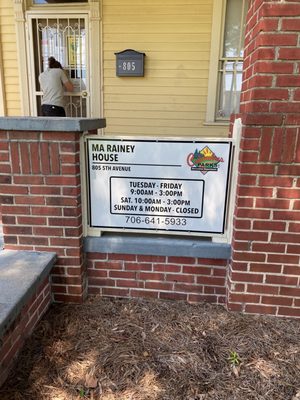 805
MA RAINEY
HOUSE
805 5TH AVENUE
PARKS
TUESDAY - FRIDAY
9:00AM - 3:00PM
SAT. 10:00AM - 3:00PM
SUNDAY & MONDAY - CLOSED
706-641-5933